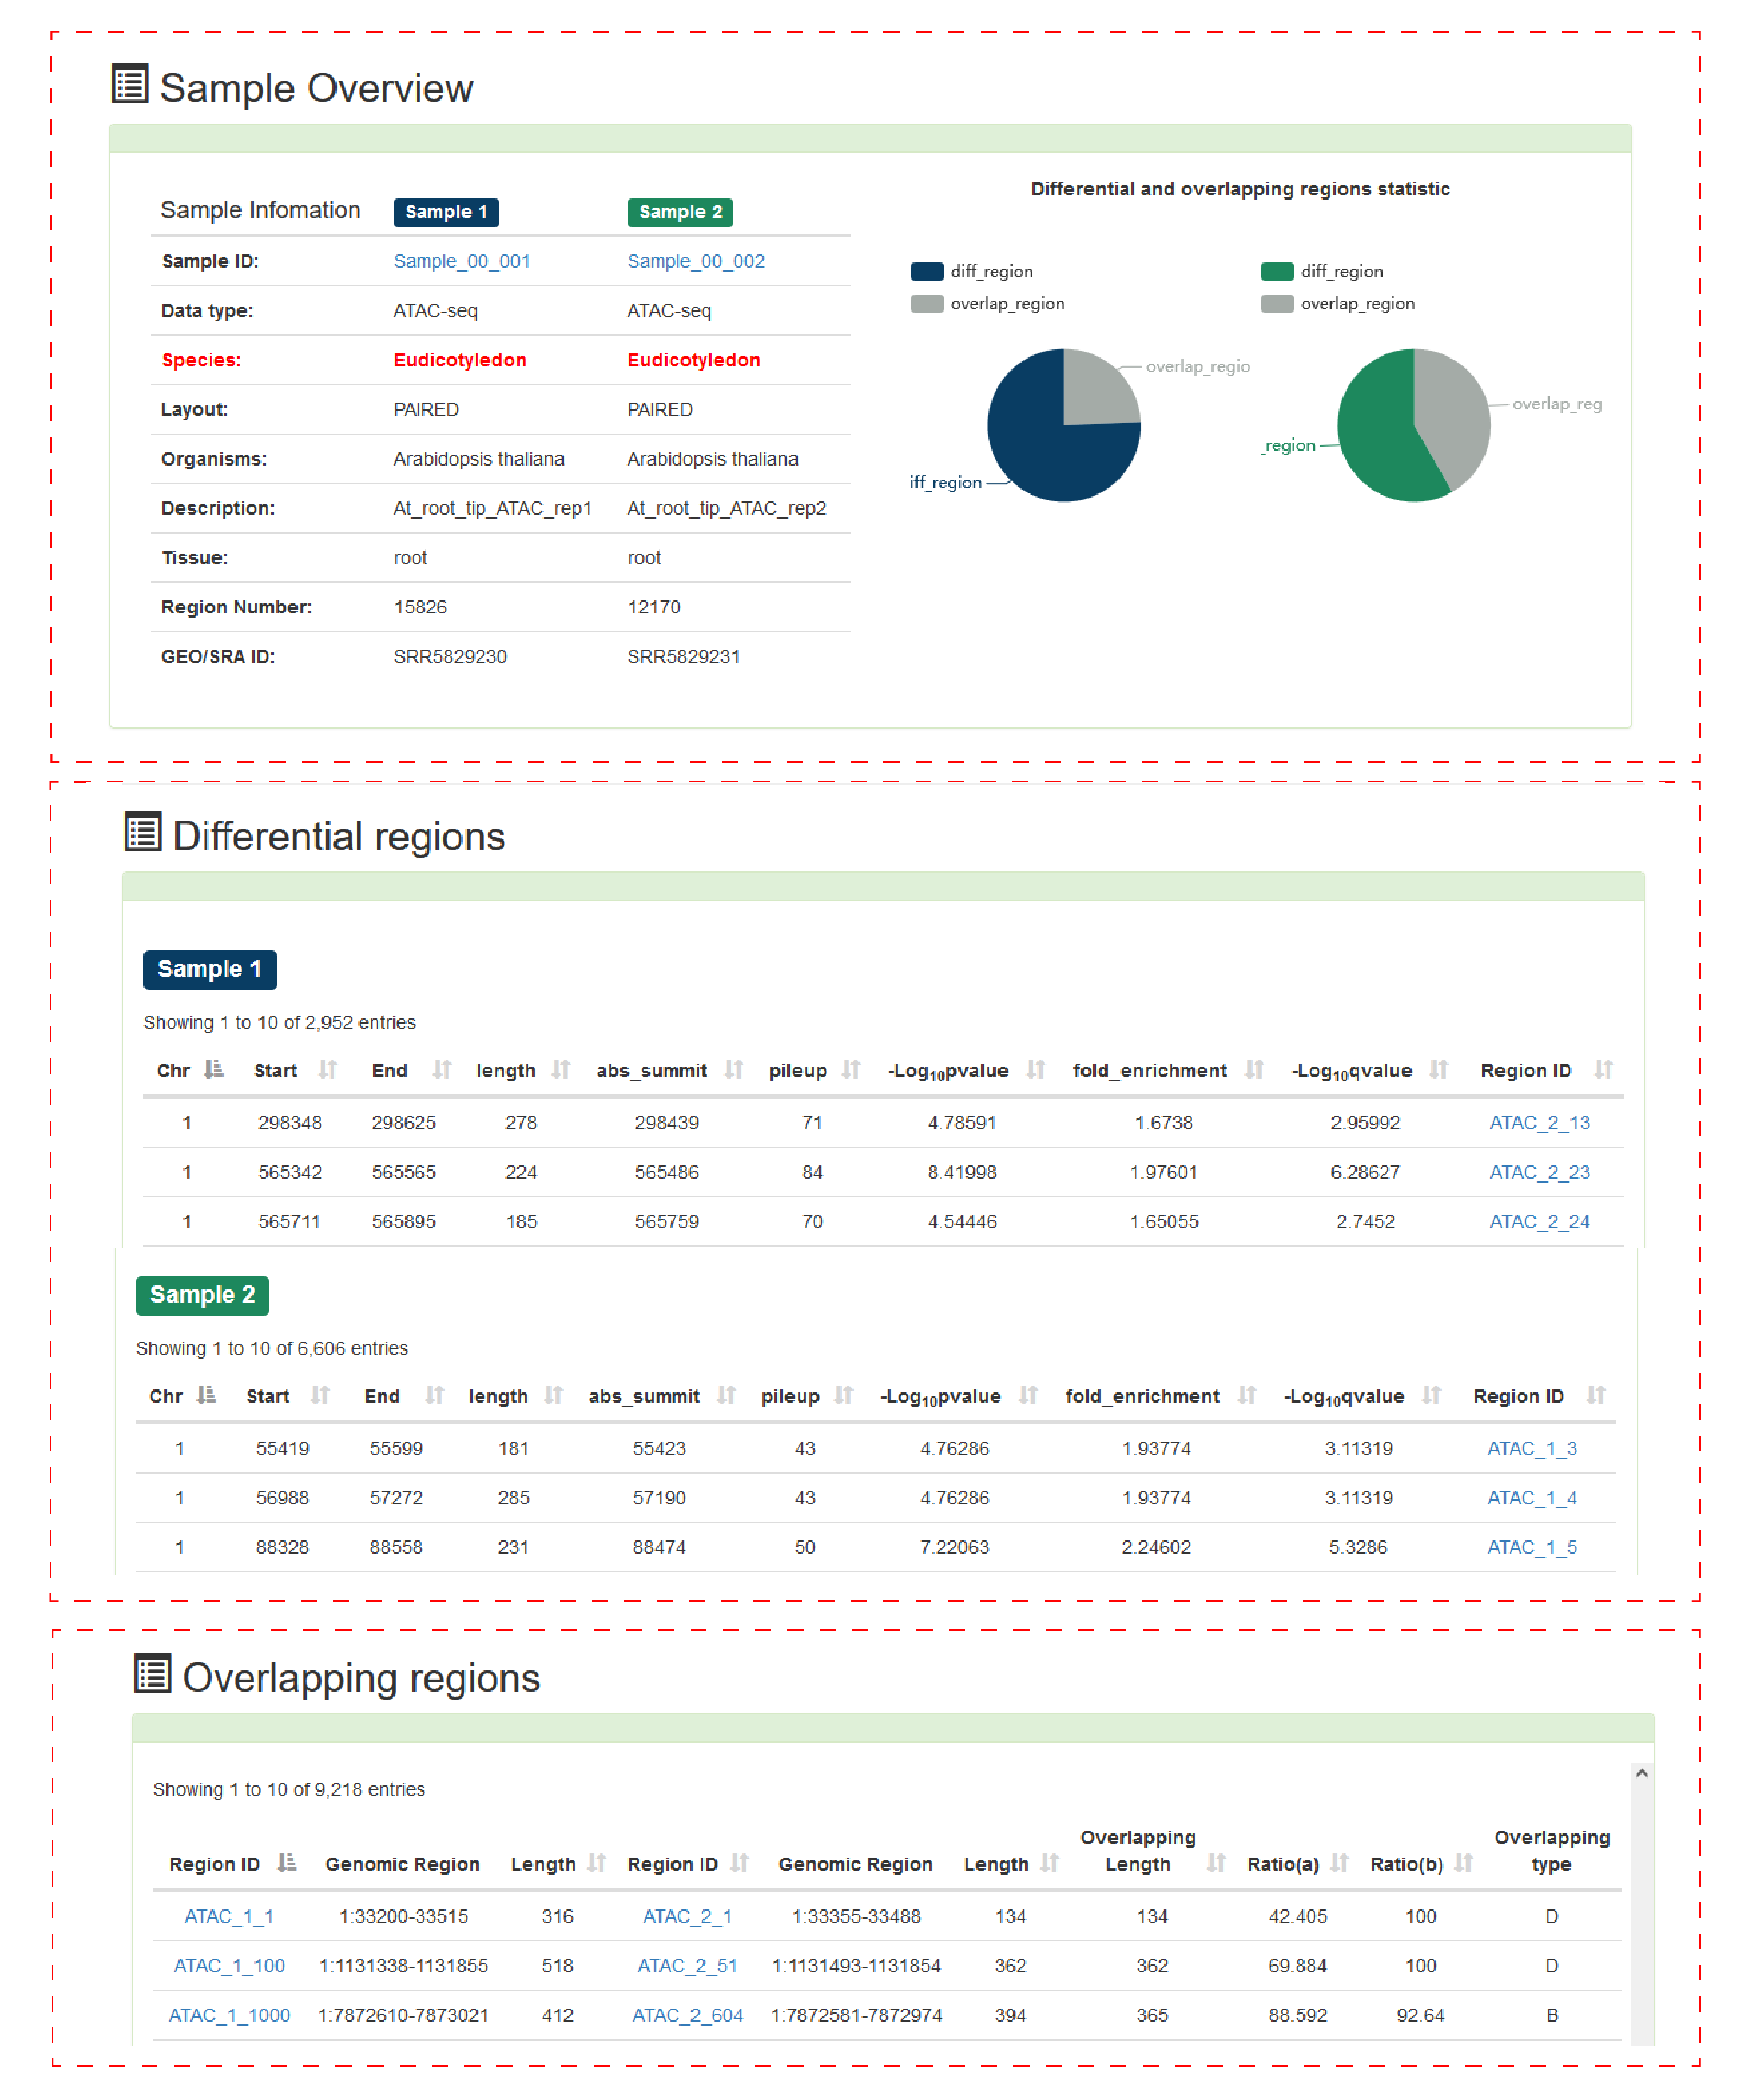 Sample Overview
Sample Infomation Sample 1 Sample 2
Sample ID: Sample_00_001 Sample_00_002
Data type: ATAC-seq ATAC-seq
Species: Eudicotyledon Eudicotyledon
Layout: PAIRED PAIRED
Organisms: Arabidopsis thaliana Arabidopsis thaliana
Description: At_root_tip_ATAC_rep1 At_root_tip_ATAC_rep2
Tissue: root root
Region Number: 15826 12170
GEO/SRA ID: SRR5829230 SRR5829231
Differential and overlapping regions statistic
diff_region
overlap_region
overlap_regio
iff_region
diff_region
overlap_region
overlap_reg
_region
Differential regions
Sample 1
Showing 1 to 10 of 2,952 entries
Chr Start End length abs_summit pileup -Log₁₀pvalue fold_enrichment -Log₁₀qvalue Region ID
1 298348 298625 278 298439 71 4.78591 1.6738 2.95992 ATAC_2_13
1 565342 565565 224 565486 84 8.41998 1.97601 6.28627 ATAC_2_23
1 565711 565895 185 565759 70 4.54446 1.65055 2.7452 ATAC_2_24
Sample 2
Showing 1 to 10 of 6,606 entries
Chr Start End length abs_summit pileup -Log₁₀pvalue fold_enrichment -Log₁₀qvalue Region ID
1 55419 55599 181 55423 43 4.76286 1.93774 3.11319 ATAC_1_3
1 56988 57272 285 57190 43 4.76286 1.93774 3.11319 ATAC_1_4
1 88328 88558 231 88474 50 7.22063 2.24602 5.3286 ATAC_1_5
Overlapping regions
Showing 1 to 10 of 9,218 entries
Region ID Genomic Region Length Region ID Genomic Region Length Overlapping Length Ratio(a) Ratio(b) Overlapping type
ATAC_1_1 1:33200-33515 316 ATAC_2_1 1:33355-33488 134 134 42.405 100 D
ATAC_1_100 1:1131338-1131855 518 ATAC_2_51 1:1131493-1131854 362 362 69.884 100 D
ATAC_1_1000 1:7872610-7873021 412 ATAC_2_604 1:7872581-7872974 394 365 88.592 92.64 B